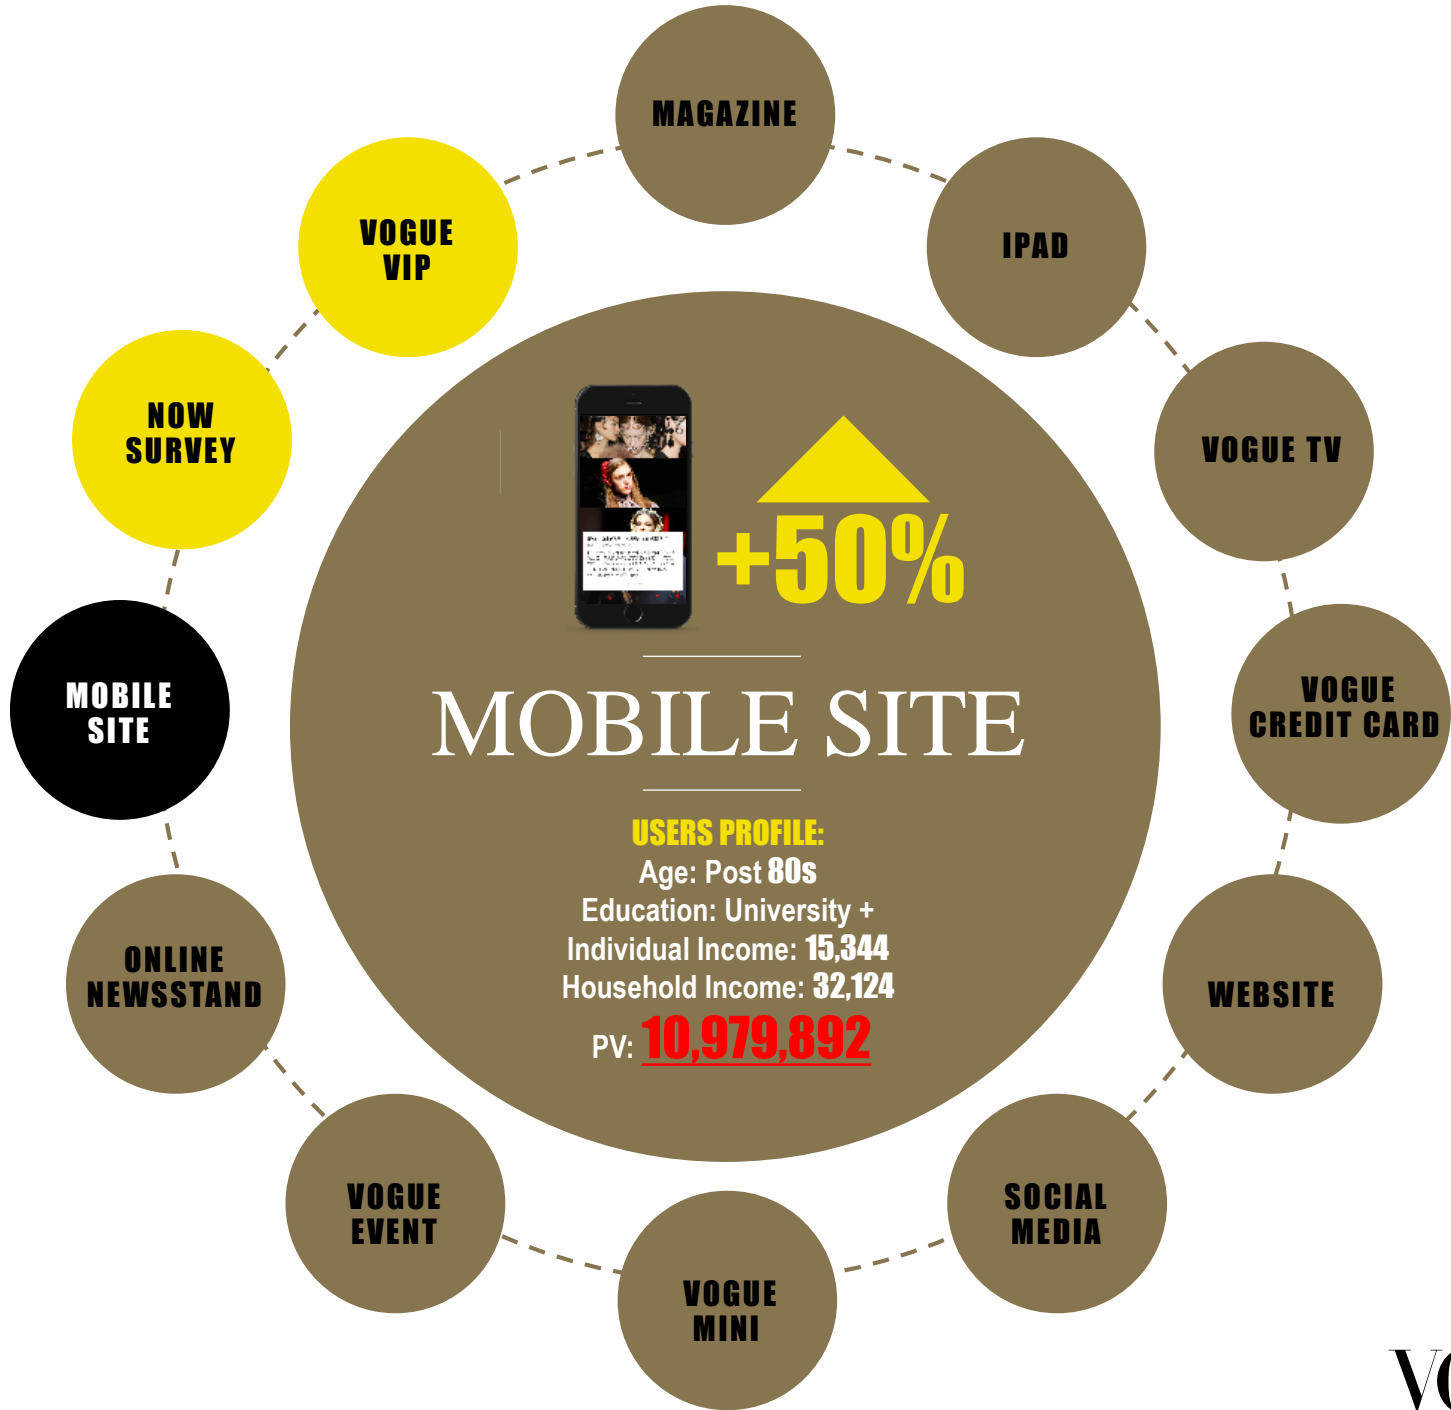 MAGAZINE
VOGUE
VIP
IPAD
NOW
SURVEY
VOGUE TV
+50%
MOBILE
SITE
MOBILE SITE
VOGUE
CREDIT CARD
USERS PROFILE:
Age: Post 80s
Education: University +
Individual Income: 15,344
Household Income: 32,124
PV: 10,979,892
ONLINE
NEWSSTAND
WEBSITE
VOGUE
EVENT
SOCIAL
MEDIA
VOGUE
MINI